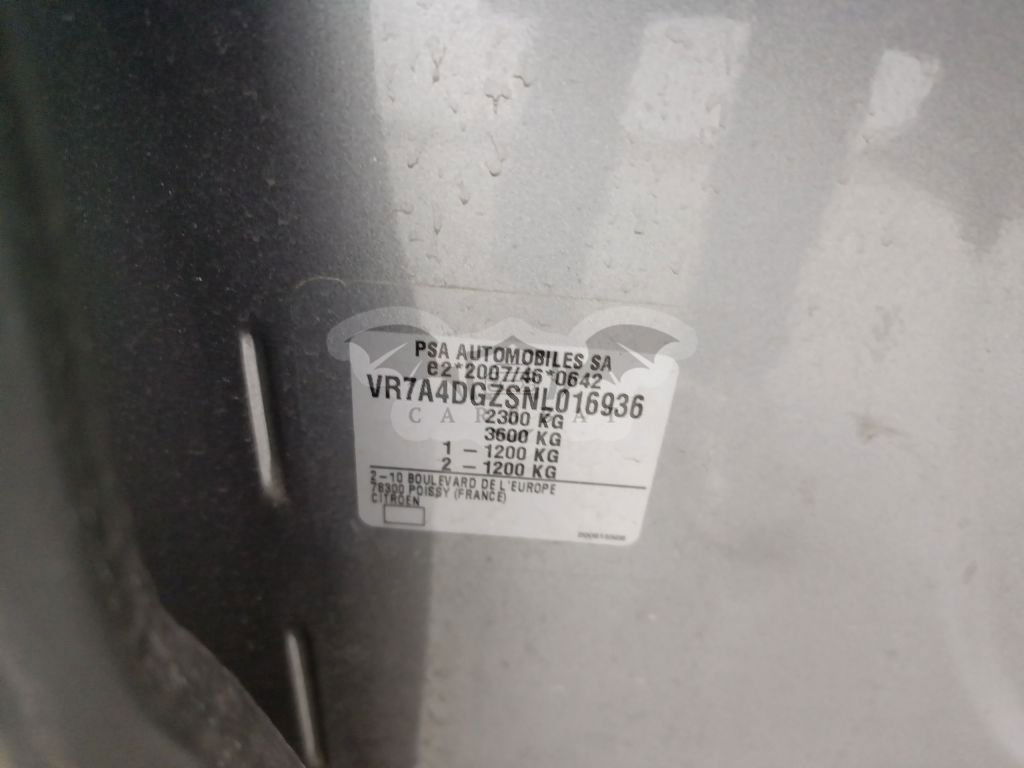 PSA AUTOMOBILES SA
e2*2007/46*0642
VR7A4DGZSNL016936
2300 KG
3600 KG
1 - 1200 KG
2 - 1200 KG
2-10 BOULEVARD DE L'EUROPE
78300 POISSY (FRANCE)
CITROEN